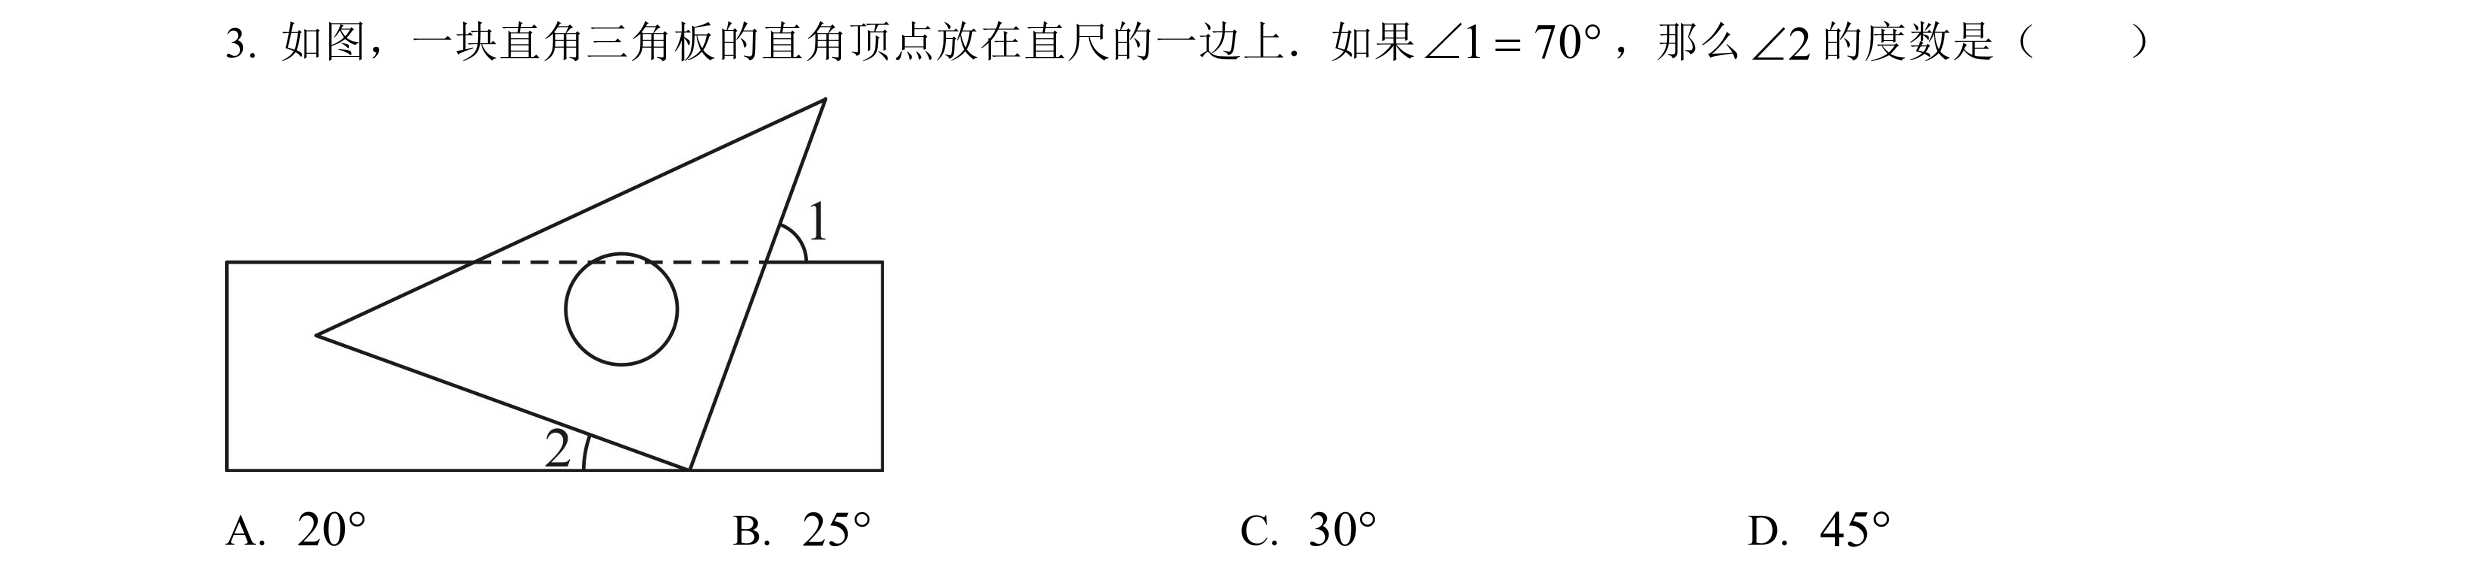 3. 如图，一块直角三角板的直角顶点放在直尺的一边上．如果∠1 = 70°，那么∠2 的度数是（　　）
1
2
A. 20°　B. 25°　C. 30°　D. 45°